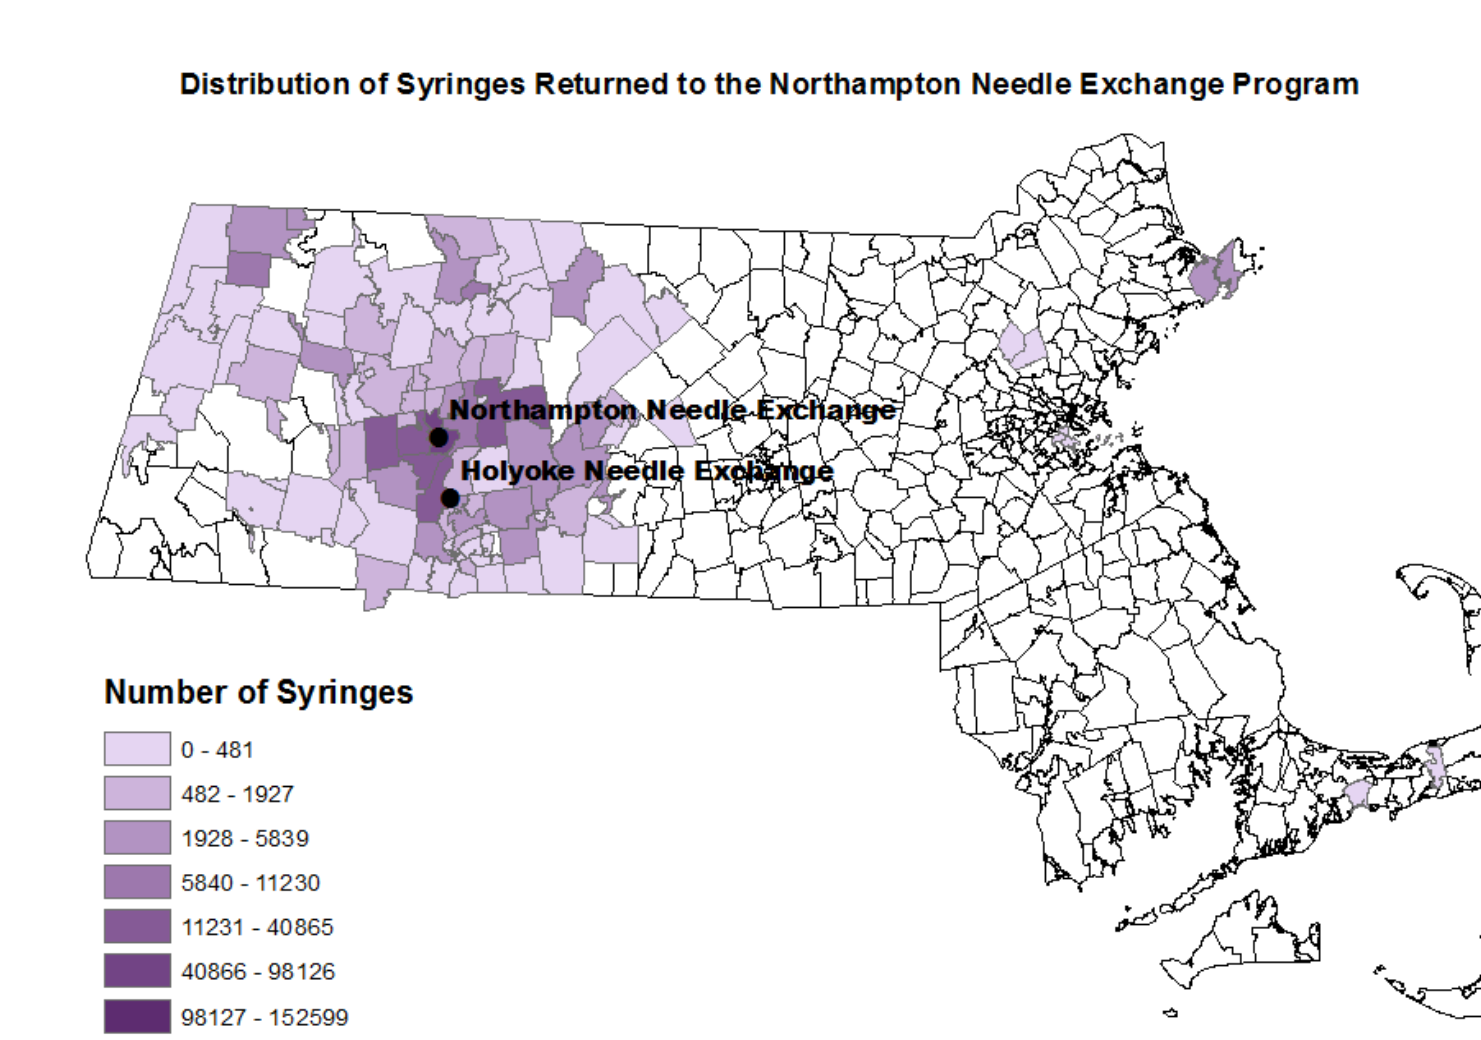 Distribution of Syringes Returned to the Northampton Needle Exchange Program
Northampton Needle Exchange
Holyoke Needle Exchange
Number of Syringes
0 - 481
482 - 1927
1928 - 5839
5840 - 11230
11231 - 40865
40866 - 98126
98127 - 152599